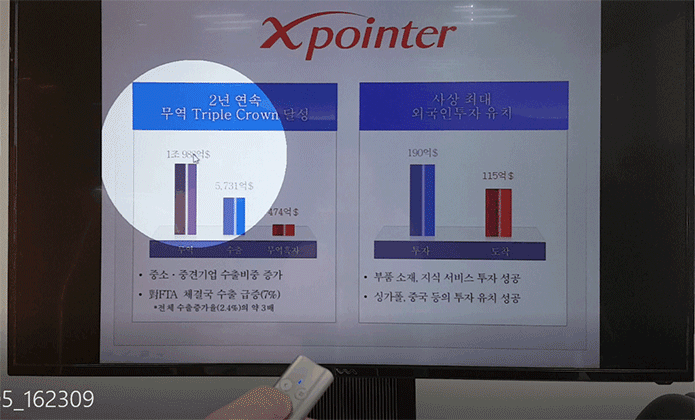 Xpointer
2년 연속
무역 Triple Crown 달성
1조 98억$
5,731억$
474억$
무역
수출
무역흑자
중소·중견기업 수출비중 증가
對FTA 체결국 수출 급증(7%)
전체 수출증가율(2.4%)의 약 3배
사상 최대
외국인투자 유치
190억$
115억$
투자
도착
부품 소재, 지식 서비스 투자 성공
싱가폴, 중국 등의 투자 유치 성공
5_162309